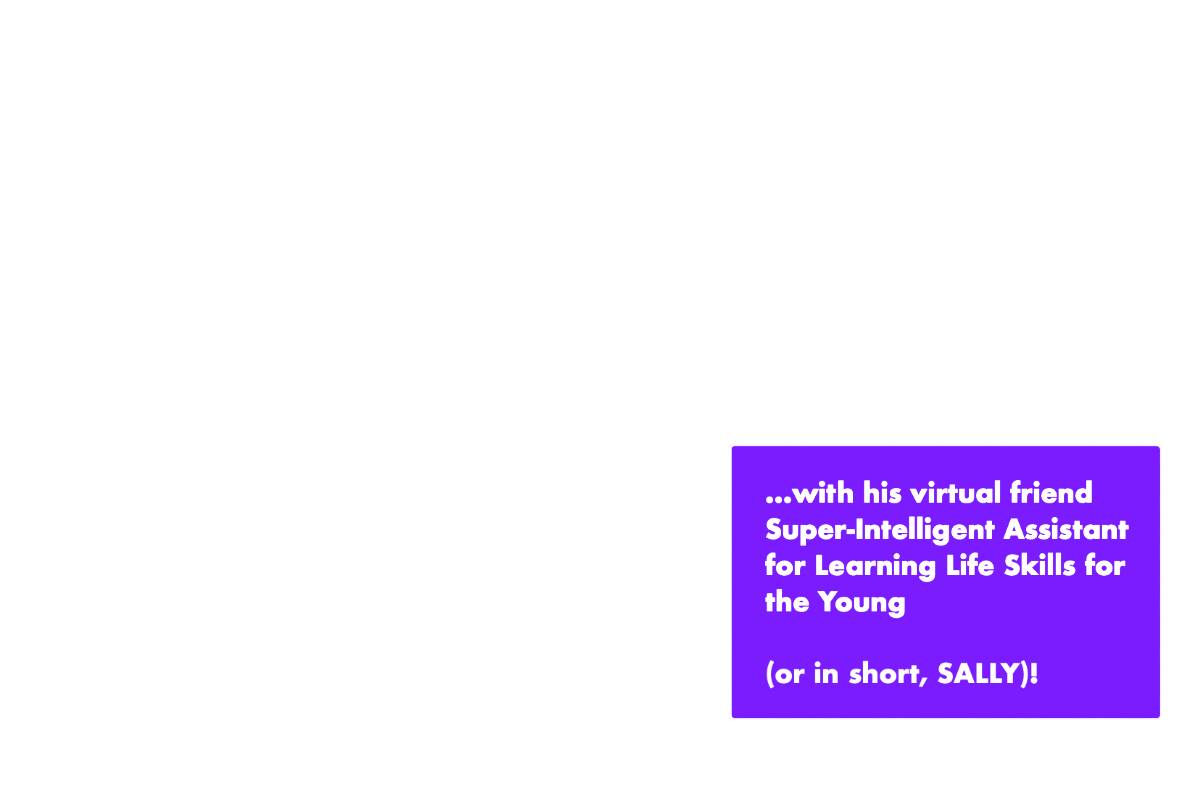 ...with his virtual friend
Super-Intelligent Assistant
for Learning Life Skills for
the Young
(or in short, SALLY)!